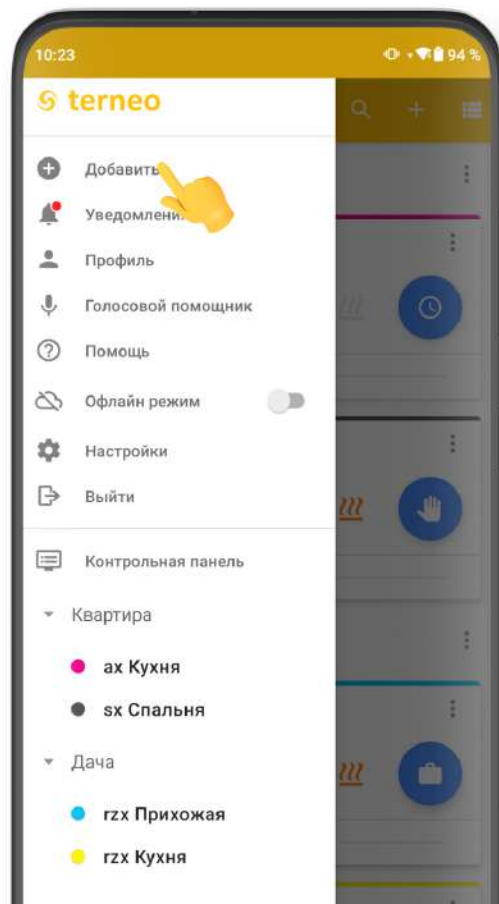 10:23
94 %
terneo
Добавить
Уведомления
Профиль
Голосовой помощник
Помощь
Офлайн режим
Настройки
Выйти
Контрольная панель
Квартира
ax Кухня
sx Спальня
Дача
rzx Прихожая
rzx Кухня